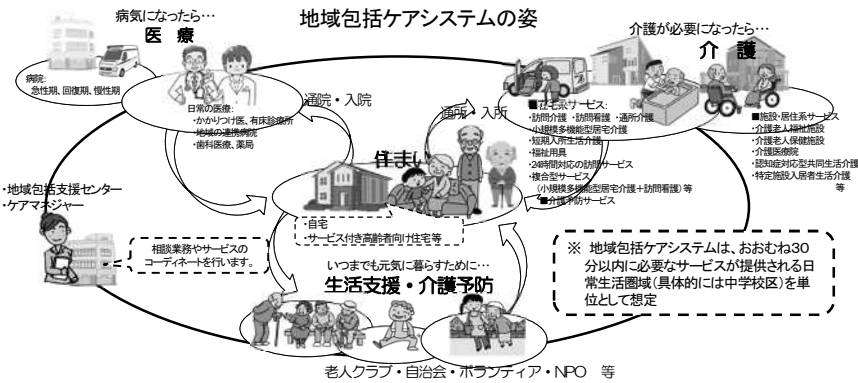 地域包括ケアシステムの姿
病気になったら…
医 療
病院:
急性期、回復期、慢性期
日常の医療:
・かかりつけ医、有床診療所
・地域の連携病院
・歯科医療、薬局
通院・入院
介護が必要になったら…
介 護
通所・入所
■在宅系サービス:
・訪問介護 ・訪問看護 ・通所介護
・小規模多機能型居宅介護
・短期入所生活介護
・福祉用具
・24時間対応の訪問サービス
・複合型サービス
（小規模多機能型居宅介護＋訪問看護）等
■介護予防サービス
■施設・居住系サービス
・介護老人福祉施設
・介護老人保健施設
・介護医療院
・認知症対応型共同生活介護
・特定施設入居者生活介護
等
住まい
・自宅
・サービス付き高齢者向け住宅等
・地域包括支援センター
・ケアマネジャー
相談業務やサービスの
コーディネートを行います。
いつまでも元気に暮らすために…
生活支援・介護予防
老人クラブ・自治会・ボランティア・NPO 等
※ 地域包括ケアシステムは、おおむね30
分以内に必要なサービスが提供される日
常生活圏域（具体的には中学校区）を単
位として想定